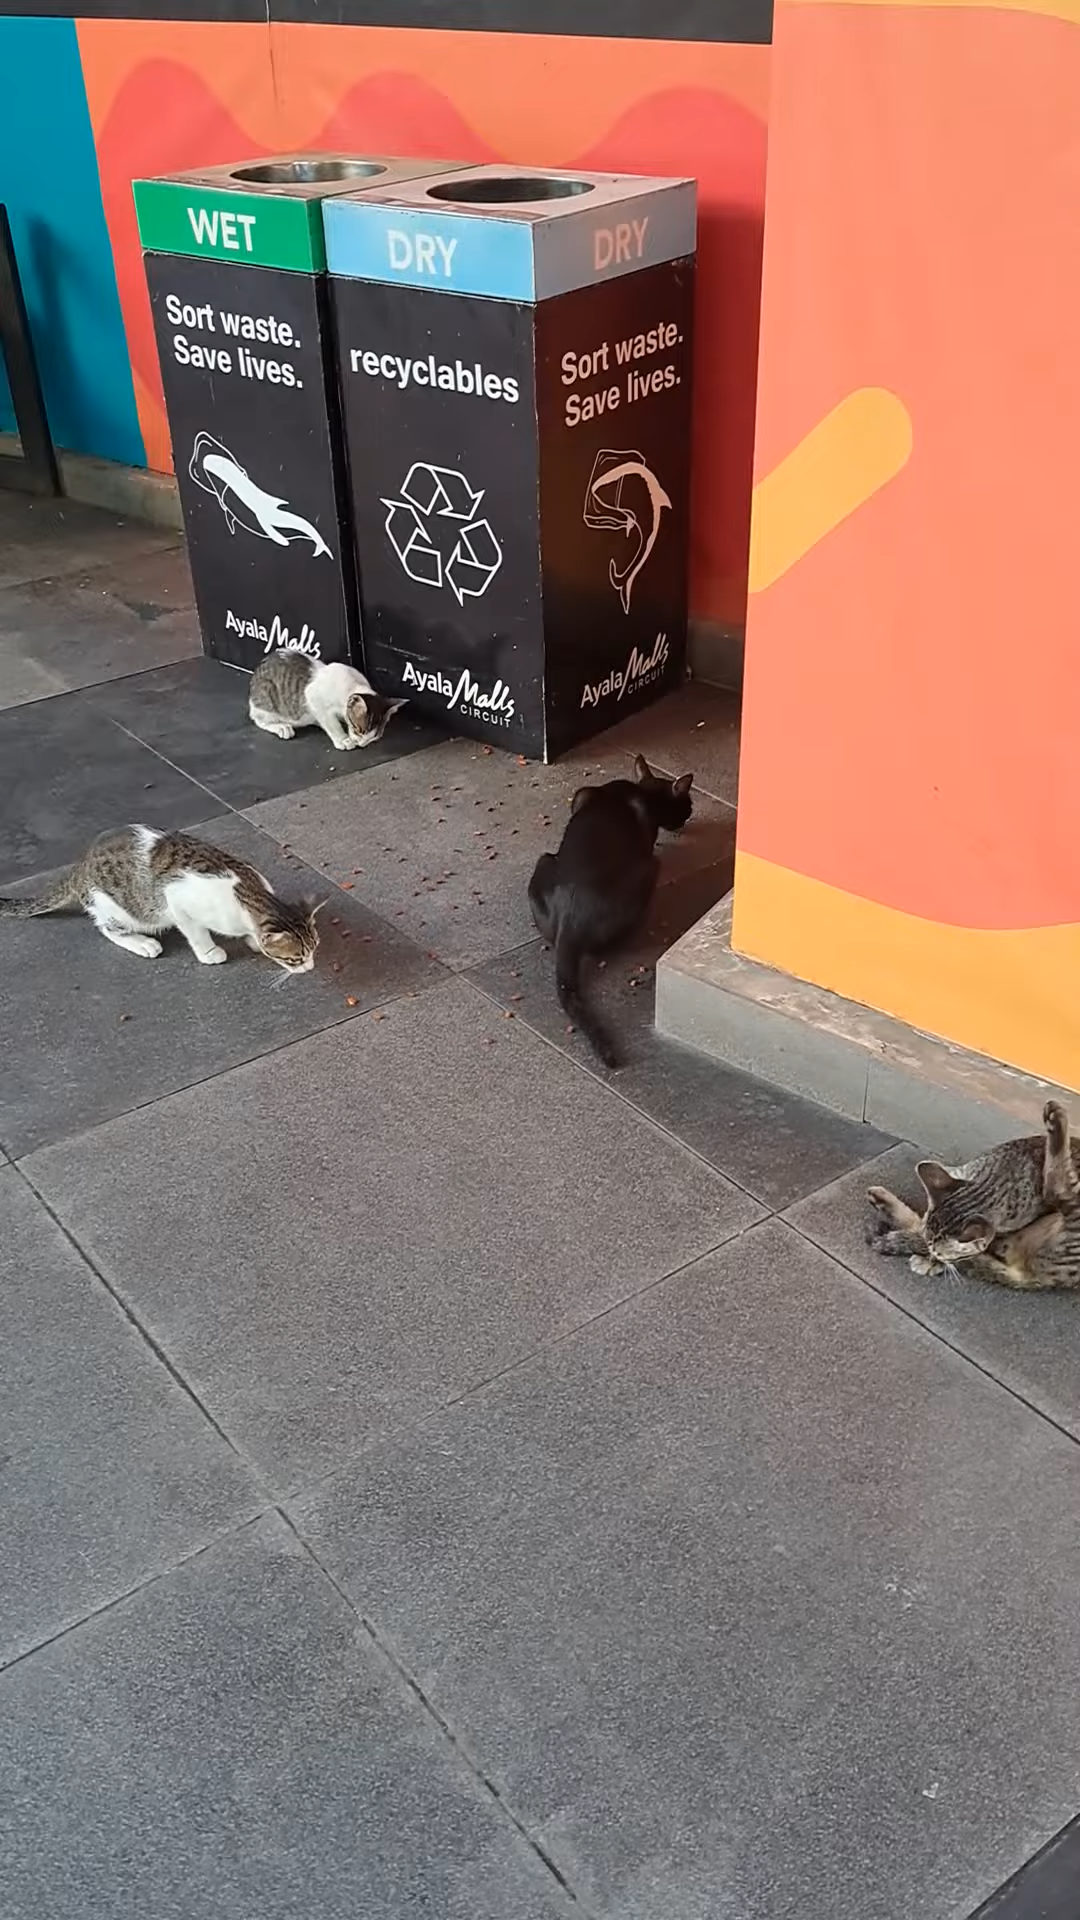 WET
Sort waste.
Save lives.
Ayala Malls
DRY
recyclables
Ayala Malls
CIRCUIT
DRY
Sort waste.
Save lives.
Ayala Malls
CIRCUIT